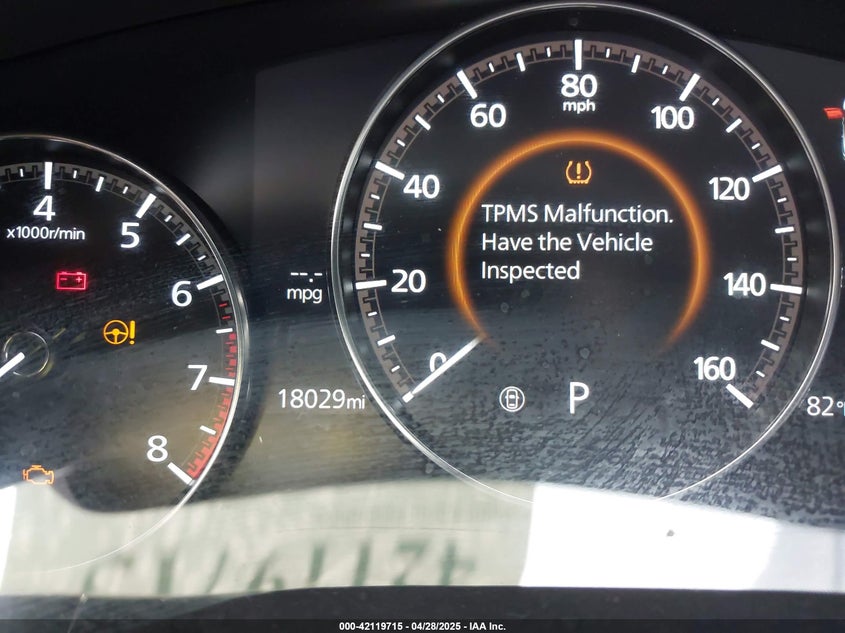 80
mph
60
100
40
120
20
140
0
160
TPMS Malfunction.
Have the Vehicle
Inspected
4
x1000r/min
5
6
7
8
--.-
mpg
18029mi
P
82°
000-42119715 - 04/28/2025 - IAA Inc.